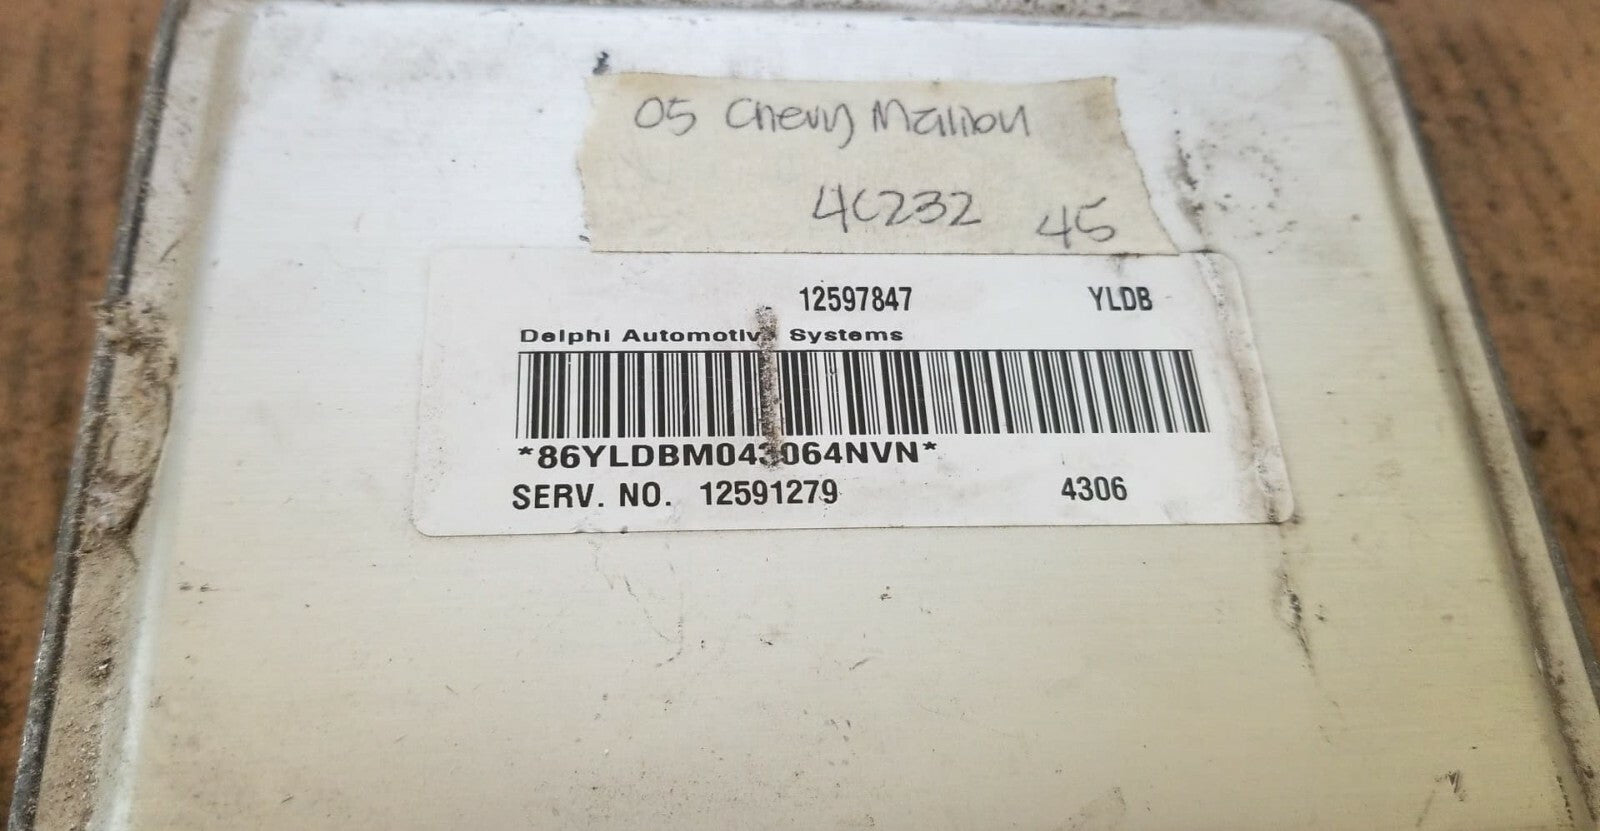 05 Chevy Malibu
4C232 45
12597847 YLDB
Delphi Automotive Systems
*86YLDBM043064NVN*
SERV. NO. 12591279 4306